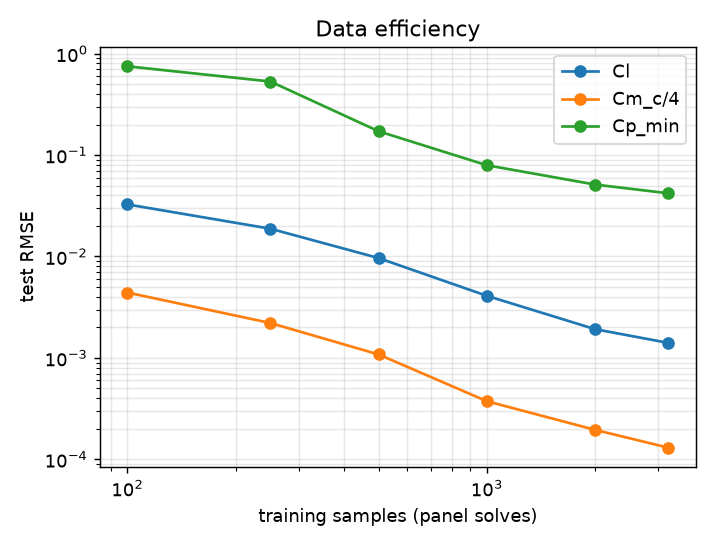 Data efficiency
Cl
Cm_c/4
Cp_min
test RMSE
10⁰
10⁻¹
10⁻²
10⁻³
10⁻⁴
10² 10³
training samples (panel solves)